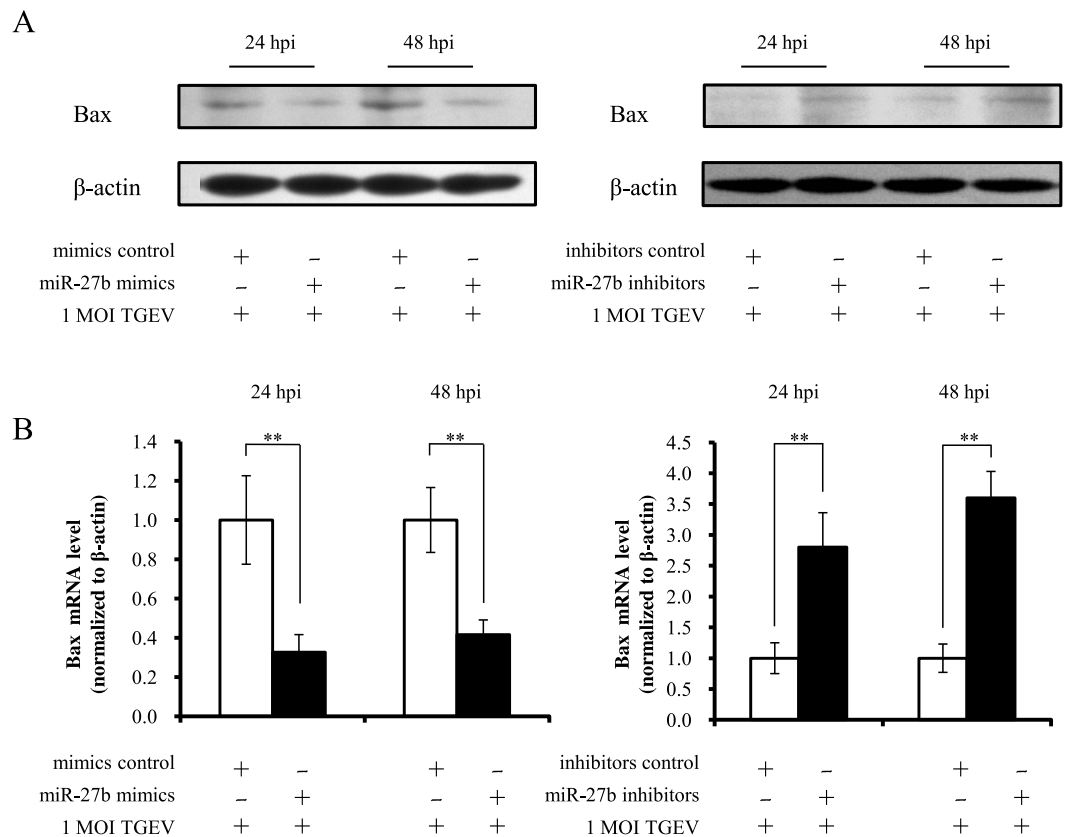 A
24 hpi 48 hpi 24 hpi 48 hpi
Bax Bax
β-actin β-actin
mimics control + – + – inhibitors control + – + –
miR-27b mimics – + – + miR-27b inhibitors – + – +
1 MOI TGEV + + + + 1 MOI TGEV + + + +
B
24 hpi 48 hpi 24 hpi 48 hpi
** ** ** **
Bax mRNA level
(normalized to β-actin)
1.4
1.2
1.0
0.8
0.6
0.4
0.2
0.0
Bax mRNA level
(normalized to β-actin)
4.5
4.0
3.5
3.0
2.5
2.0
1.5
1.0
0.5
0.0
mimics control + – + – inhibitors control + – + –
miR-27b mimics – + – + miR-27b inhibitors – + – +
1 MOI TGEV + + + + 1 MOI TGEV + + + +